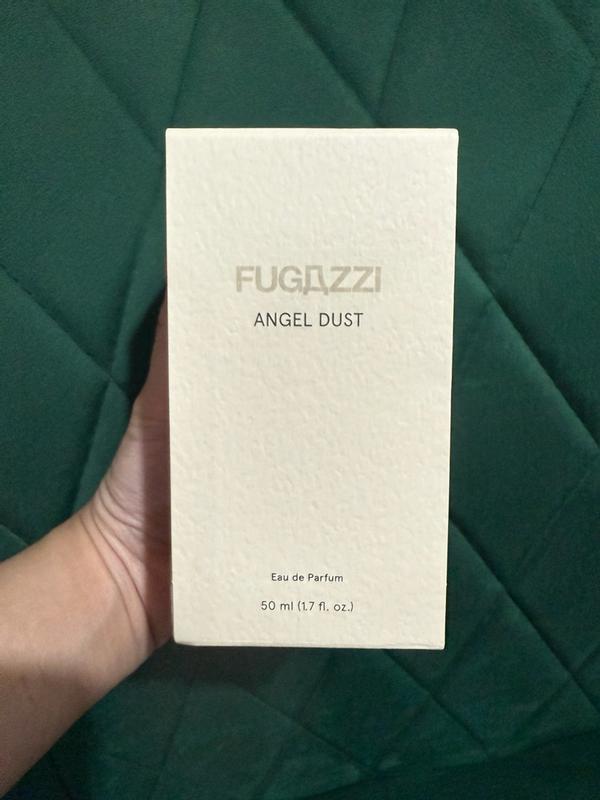 FUGAZZI
ANGEL DUST
Eau de Parfum
50 ml (1.7 fl. oz.)